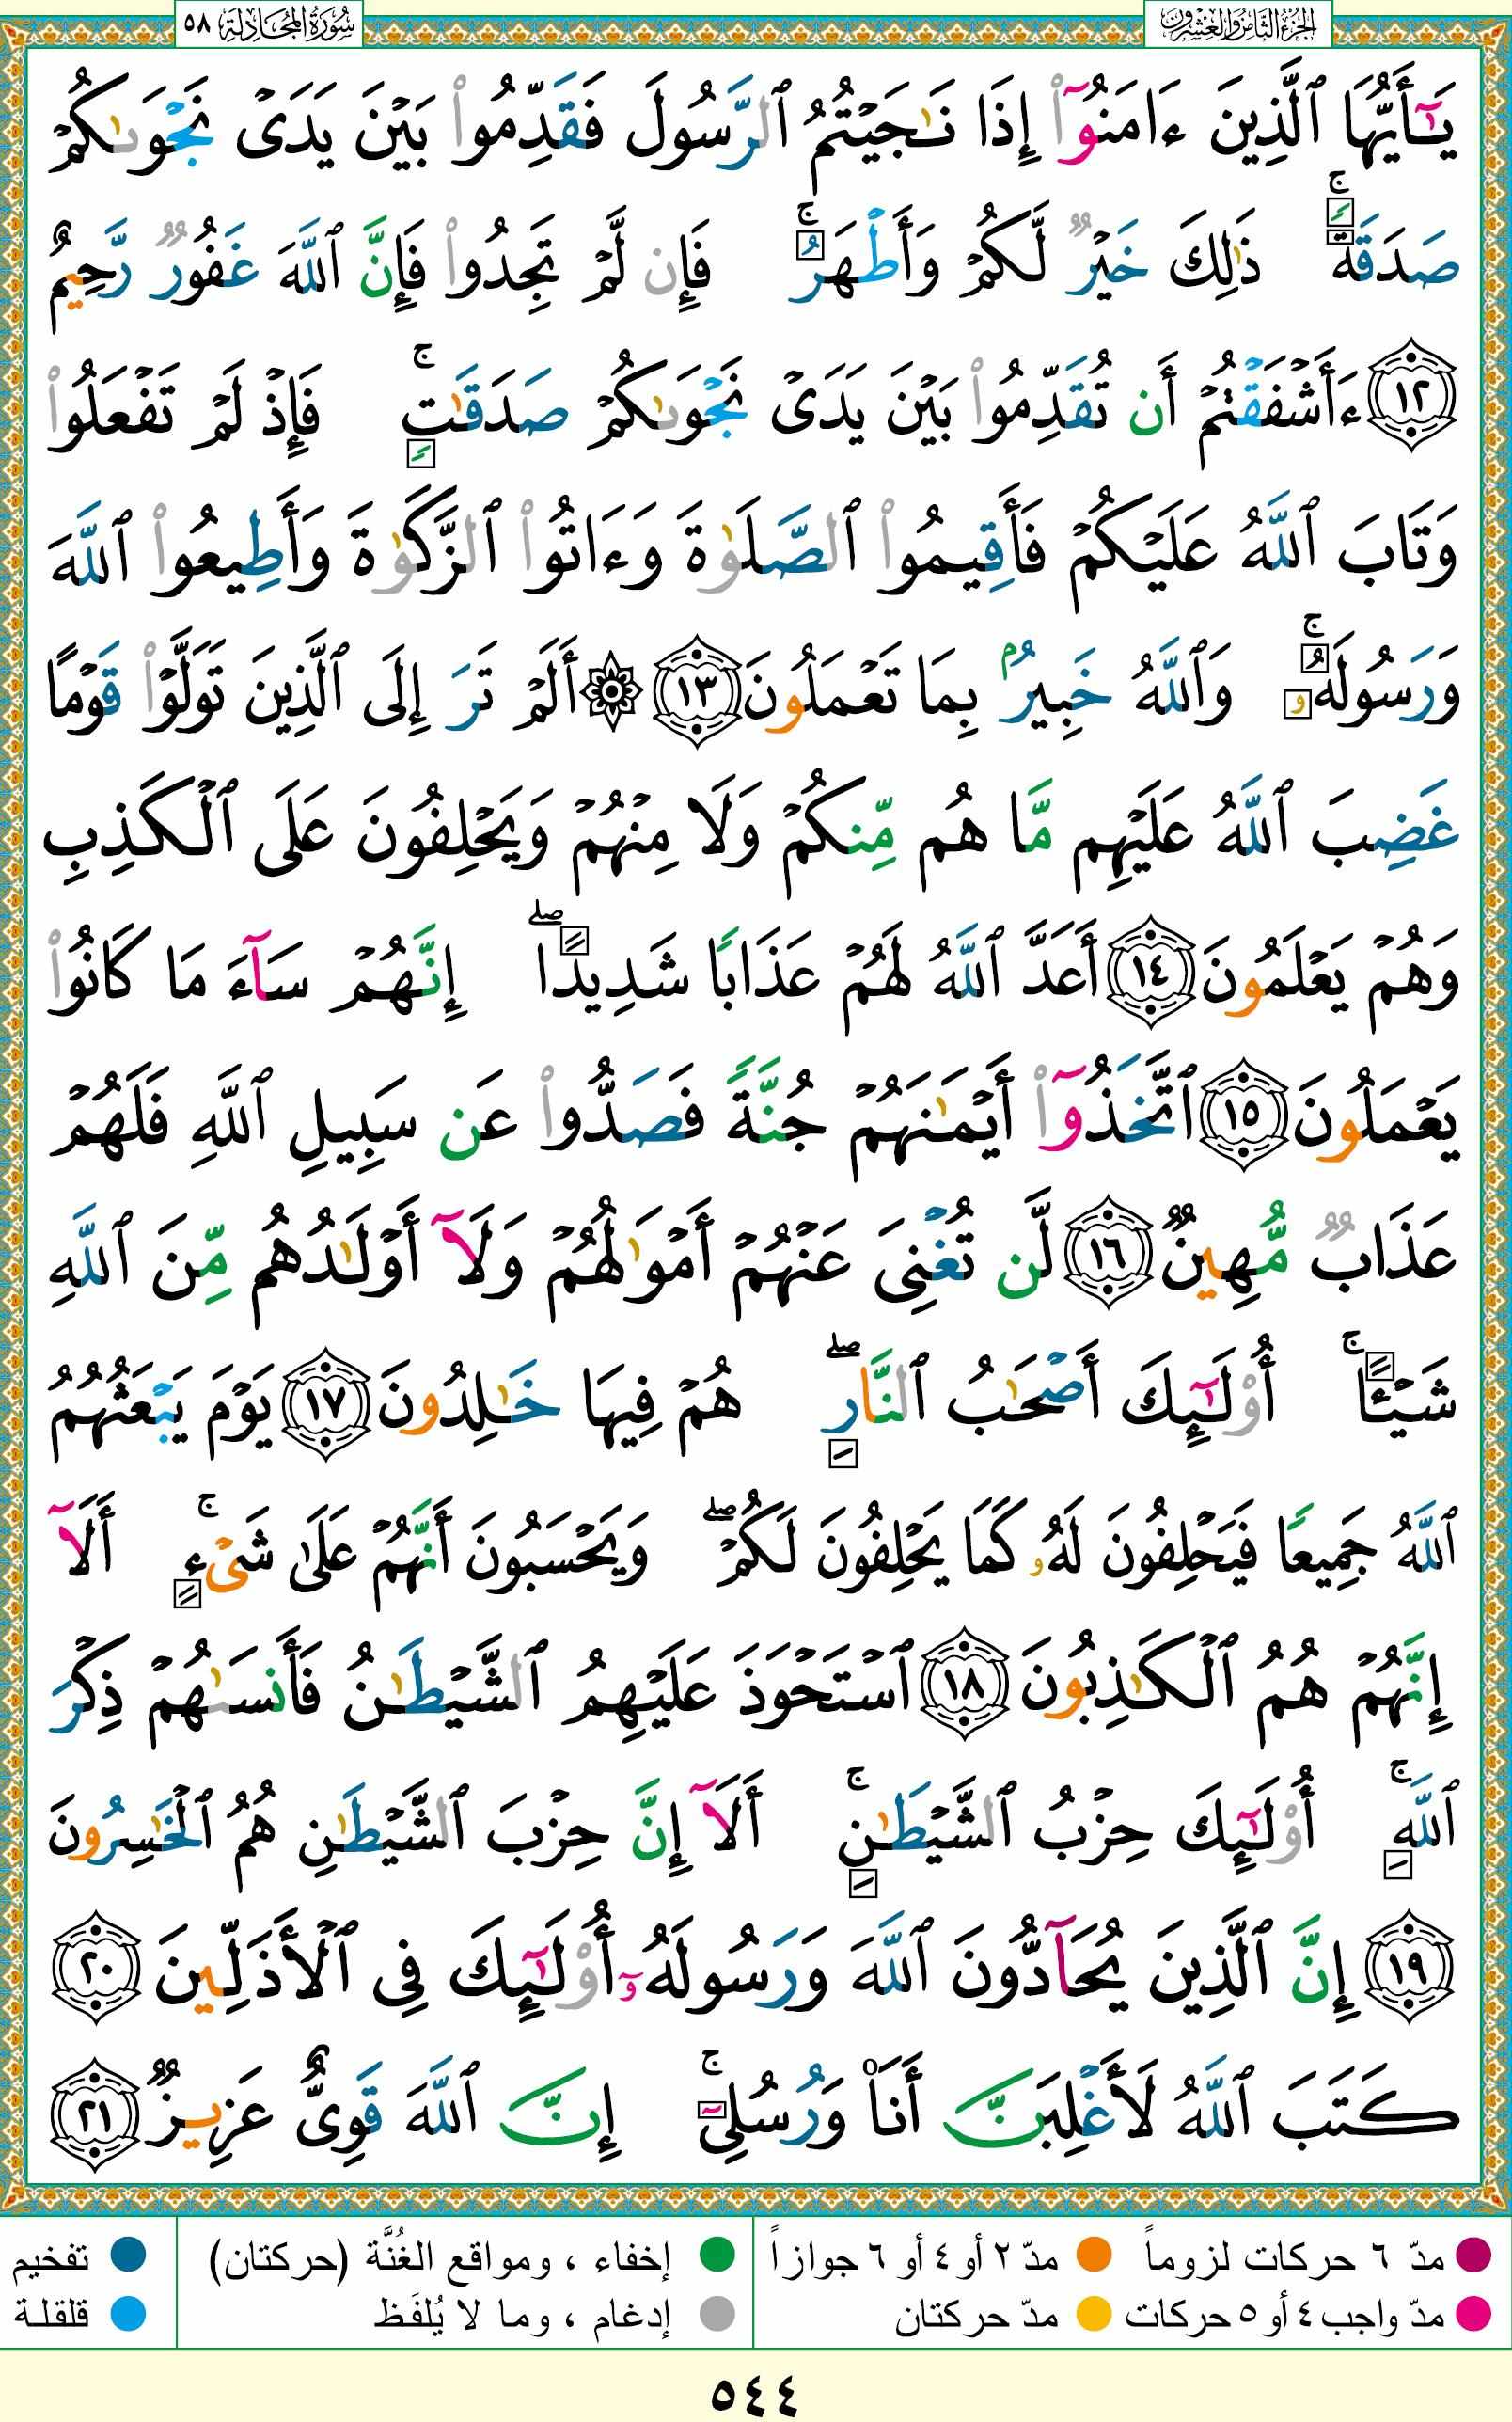 الجزء الثامن والعشرون
سورة المجادلة ٥٨
يَٰٓأَيُّهَا ٱلَّذِينَ ءَامَنُوٓا۟ إِذَا نَٰجَيْتُمُ ٱلرَّسُولَ فَقَدِّمُوا۟ بَيْنَ يَدَىْ نَجْوَىٰكُمْ
صَدَقَةً ۚ ذَٰلِكَ خَيْرٌ لَّكُمْ وَأَطْهَرُ ۚ فَإِن لَّمْ تَجِدُوا۟ فَإِنَّ ٱللَّهَ غَفُورٌ رَّحِيمٌ
١٢ ءَأَشْفَقْتُمْ أَن تُقَدِّمُوا۟ بَيْنَ يَدَىْ نَجْوَىٰكُمْ صَدَقَٰتٍ ۚ فَإِذْ لَمْ تَفْعَلُوا۟
وَتَابَ ٱللَّهُ عَلَيْكُمْ فَأَقِيمُوا۟ ٱلصَّلَوٰةَ وَءَاتُوا۟ ٱلزَّكَوٰةَ وَأَطِيعُوا۟ ٱللَّهَ
وَرَسُولَهُۥ ۚ وَٱللَّهُ خَبِيرٌۢ بِمَا تَعْمَلُونَ ١٣ ۞ أَلَمْ تَرَ إِلَى ٱلَّذِينَ تَوَلَّوْا۟ قَوْمًا
غَضِبَ ٱللَّهُ عَلَيْهِم مَّا هُم مِّنكُمْ وَلَا مِنْهُمْ وَيَحْلِفُونَ عَلَى ٱلْكَذِبِ
وَهُمْ يَعْلَمُونَ ١٤ أَعَدَّ ٱللَّهُ لَهُمْ عَذَابًا شَدِيدًا ۖ إِنَّهُمْ سَآءَ مَا كَانُوا۟
يَعْمَلُونَ ١٥ ٱتَّخَذُوٓا۟ أَيْمَٰنَهُمْ جُنَّةً فَصَدُّوا۟ عَن سَبِيلِ ٱللَّهِ فَلَهُمْ
عَذَابٌ مُّهِينٌ ١٦ لَّن تُغْنِىَ عَنْهُمْ أَمْوَٰلُهُمْ وَلَآ أَوْلَٰدُهُم مِّنَ ٱللَّهِ
شَيْـًٔا ۚ أُو۟لَٰٓئِكَ أَصْحَٰبُ ٱلنَّارِ ۖ هُمْ فِيهَا خَٰلِدُونَ ١٧ يَوْمَ يَبْعَثُهُمُ
ٱللَّهُ جَمِيعًا فَيَحْلِفُونَ لَهُۥ كَمَا يَحْلِفُونَ لَكُمْ ۖ وَيَحْسَبُونَ أَنَّهُمْ عَلَىٰ شَىْءٍ ۚ أَلَآ
إِنَّهُمْ هُمُ ٱلْكَٰذِبُونَ ١٨ ٱسْتَحْوَذَ عَلَيْهِمُ ٱلشَّيْطَٰنُ فَأَنسَىٰهُمْ ذِكْرَ
ٱللَّهِ ۚ أُو۟لَٰٓئِكَ حِزْبُ ٱلشَّيْطَٰنِ ۚ أَلَآ إِنَّ حِزْبَ ٱلشَّيْطَٰنِ هُمُ ٱلْخَٰسِرُونَ
١٩ إِنَّ ٱلَّذِينَ يُحَآدُّونَ ٱللَّهَ وَرَسُولَهُۥٓ أُو۟لَٰٓئِكَ فِى ٱلْأَذَلِّينَ ٢٠
كَتَبَ ٱللَّهُ لَأَغْلِبَنَّ أَنَا۠ وَرُسُلِىٓ ۚ إِنَّ ٱللَّهَ قَوِىٌّ عَزِيزٌ ٢١
مدّ ٦ حركات لزوماً مدّ ٢ أو ٤ أو ٦ جوازاً إخفاء ، ومواقع الغُنَّة (حركتان) تفخيم
مدّ واجب ٤ أو ٥ حركات مدّ حركتان إدغام ، وما لا يُلفَظ قلقلة
٥٤٤